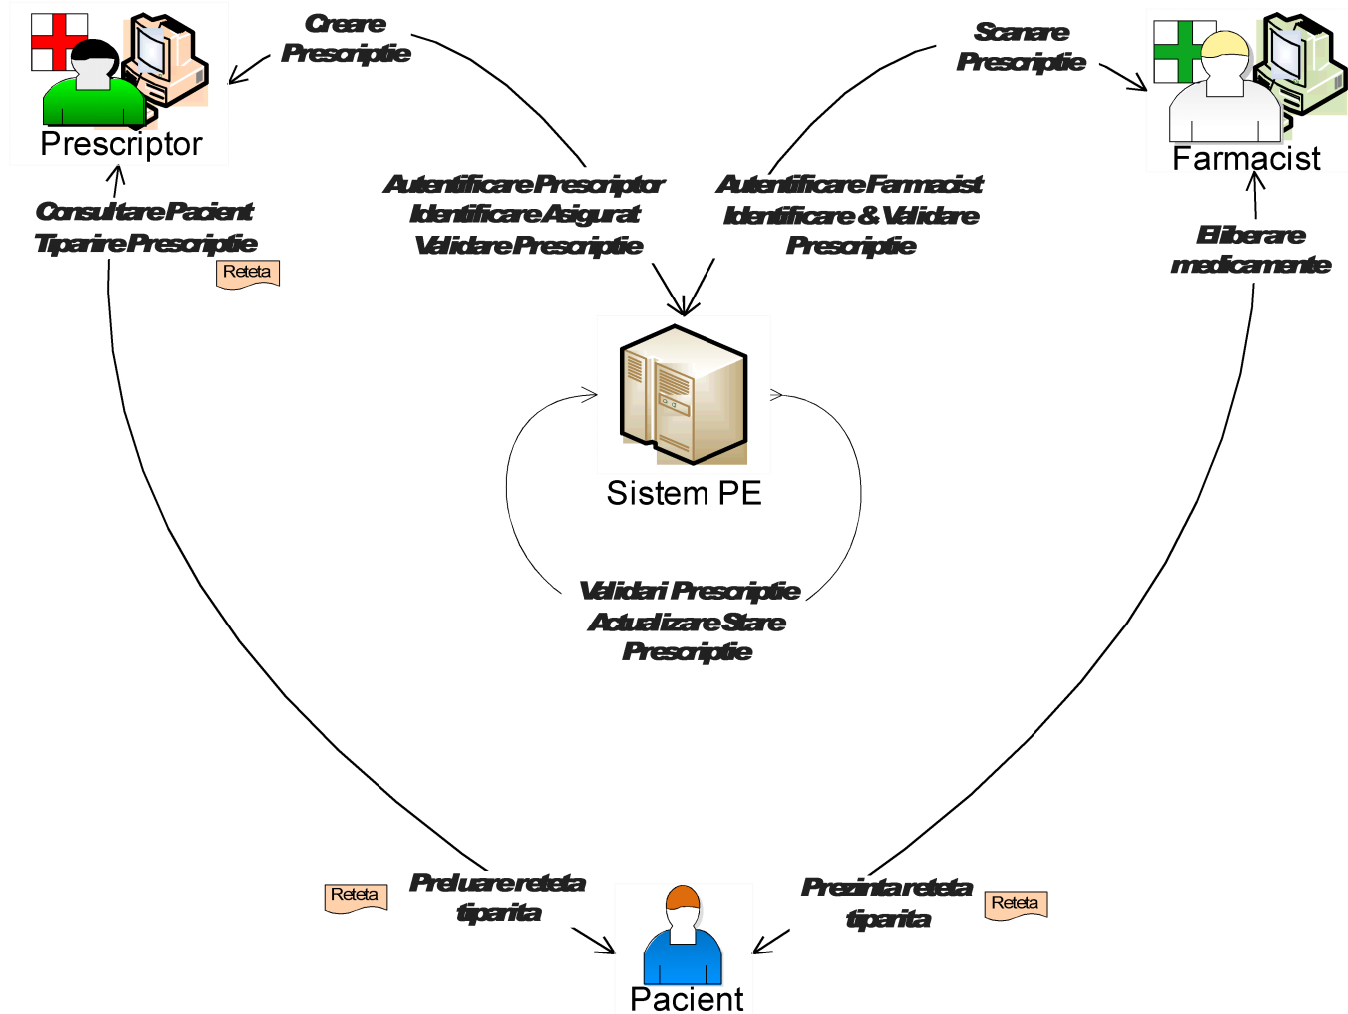 Creare
Prescriptie
Scanare
Prescriptie
Prescriptor
Farmacist
Autentificare Prescriptor
Identificare Asigurat
Validare Prescriptie
Autentificare Farmacist
Identificare & Validare
Prescriptie
Consultare Pacient
Tiparire Prescriptie
Reteta
Eliberare
medicamente
Sistem PE
Validari Prescriptie
Actualizare Stare
Prescriptie
Reteta
Preluare reteta
tiparita
Prezinta reteta
tiparita
Reteta
Pacient